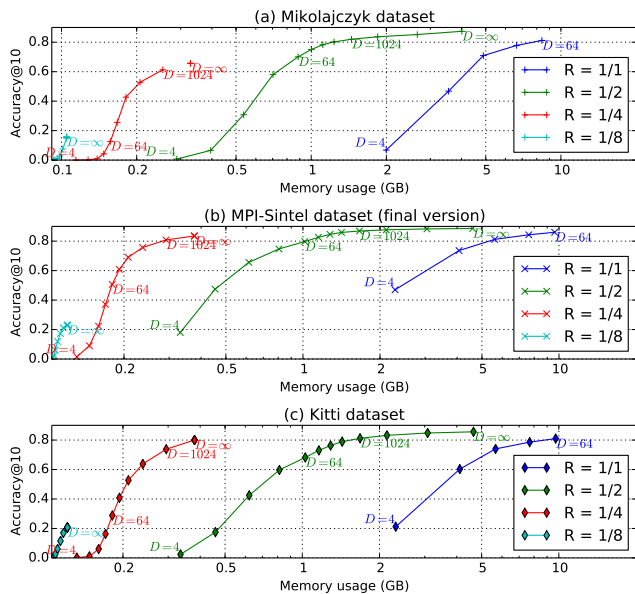 (a) Mikolajczyk dataset
Accuracy@10
0.8
0.6
0.4
0.2
0.0
D=4
D=64
D=1024
D=∞
D=∞
D=4
D=64
D=1024
D=∞
D=4
D=64
R = 1/1
R = 1/2
R = 1/4
R = 1/8
0.1 0.2 0.5 1 2 5 10
Memory usage (GB)
(b) MPI-Sintel dataset (final version)
Accuracy@10
0.8
0.6
0.4
0.2
0.0
D=4
D=64
D=1024
D=∞
D=∞
D=4
D=64
D=1024
D=∞
D=4
D=64
R = 1/1
R = 1/2
R = 1/4
R = 1/8
0.2 0.5 1 2 5 10
Memory usage (GB)
(c) Kitti dataset
Accuracy@10
0.8
0.6
0.4
0.2
0.0
D=4
D=64
D=1024
D=∞
D=∞
D=4
D=64
D=1024
D=∞
D=4
D=64
R = 1/1
R = 1/2
R = 1/4
R = 1/8
0.2 0.5 1 2 5 10
Memory usage (GB)